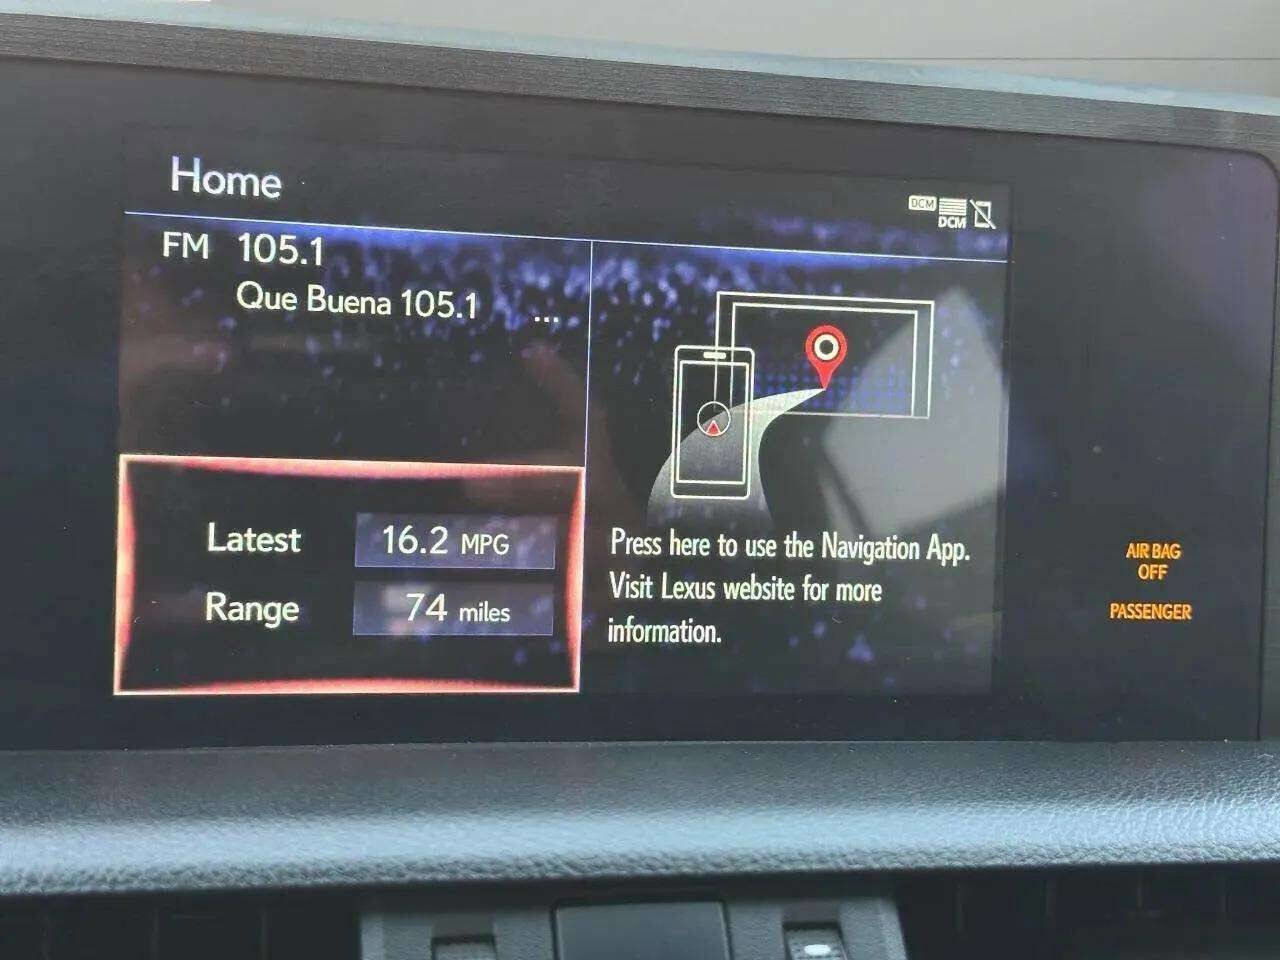 Home
DCM
DCM
FM 105.1
Que Buena 105.1 ...
Latest 16.2 MPG
Range 74 miles
Press here to use the Navigation App.
Visit Lexus website for more
information.
AIR BAG
OFF
PASSENGER